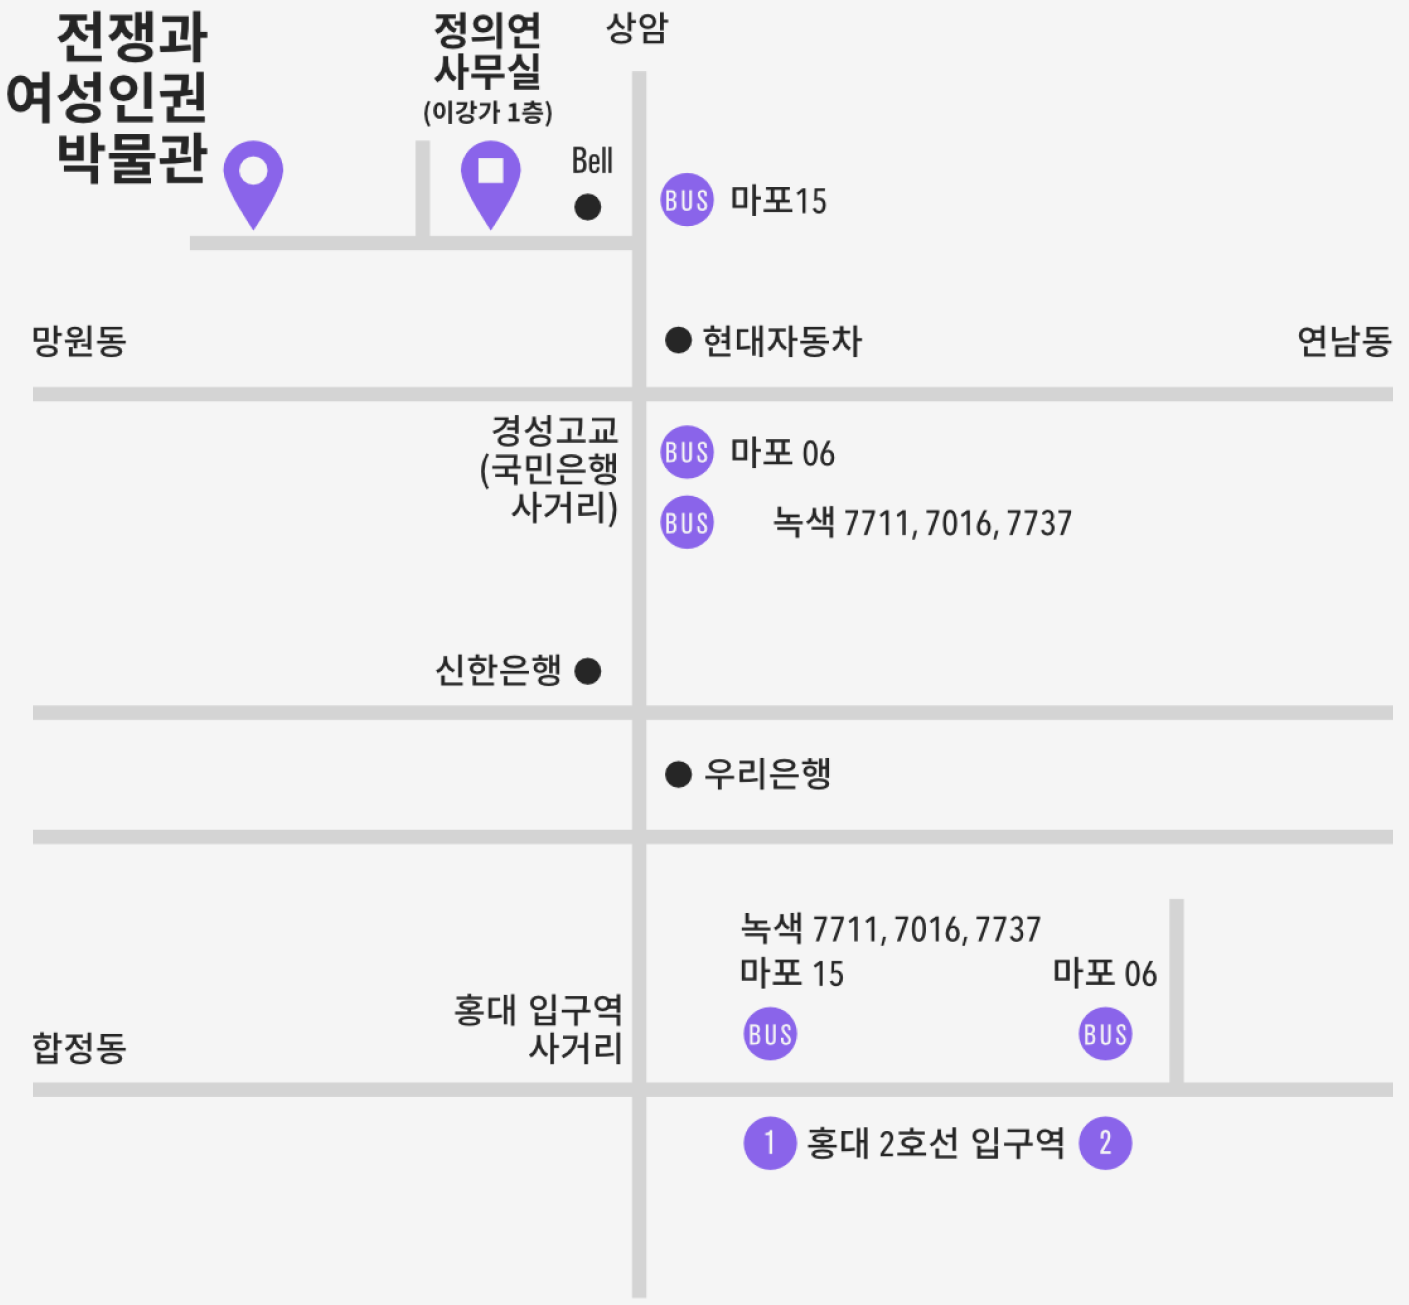 전쟁과
여성인권
박물관
정의연
사무실
(이강가 1층)
상암
Bell
BUS 마포15
망원동
현대자동차
연남동
경성고교
(국민은행
사거리)
BUS 마포 06
BUS 녹색 7711, 7016, 7737
신한은행
우리은행
녹색 7711, 7016, 7737
마포 15
마포 06
BUS
BUS
홍대 입구역
사거리
합정동
1 홍대 2호선 입구역 2